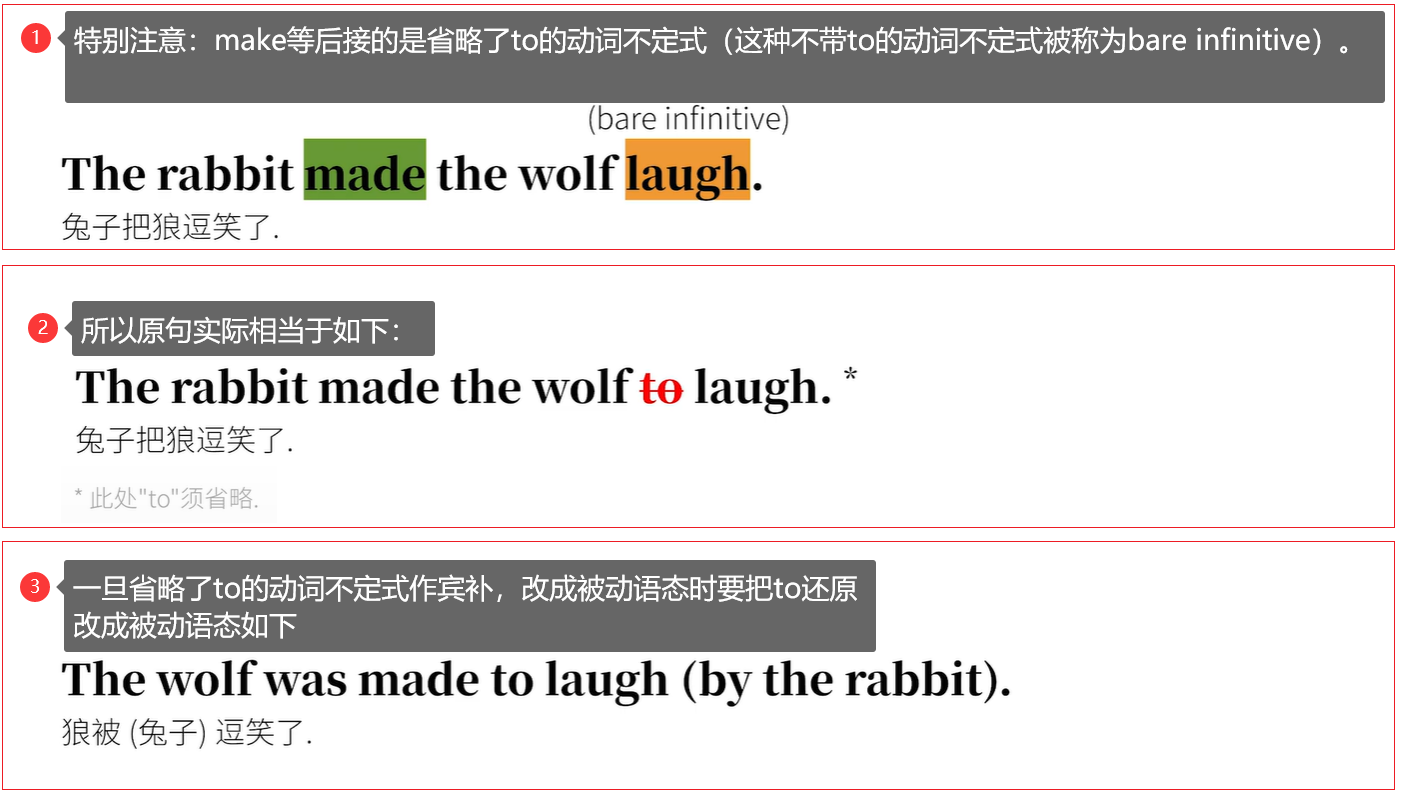 1
特别注意：make等后接的是省略了to的动词不定式（这种不带to的动词不定式被称为bare infinitive）。
(bare infinitive)
The rabbit made the wolf laugh.
兔子把狼逗笑了.
2
所以原句实际相当于如下：
The rabbit made the wolf to laugh. *
兔子把狼逗笑了.
* 此处"to"须省略.
3
一旦省略了to的动词不定式作宾补，改成被动语态时要把to还原
改成被动语态如下
The wolf was made to laugh (by the rabbit).
狼被 (兔子) 逗笑了.